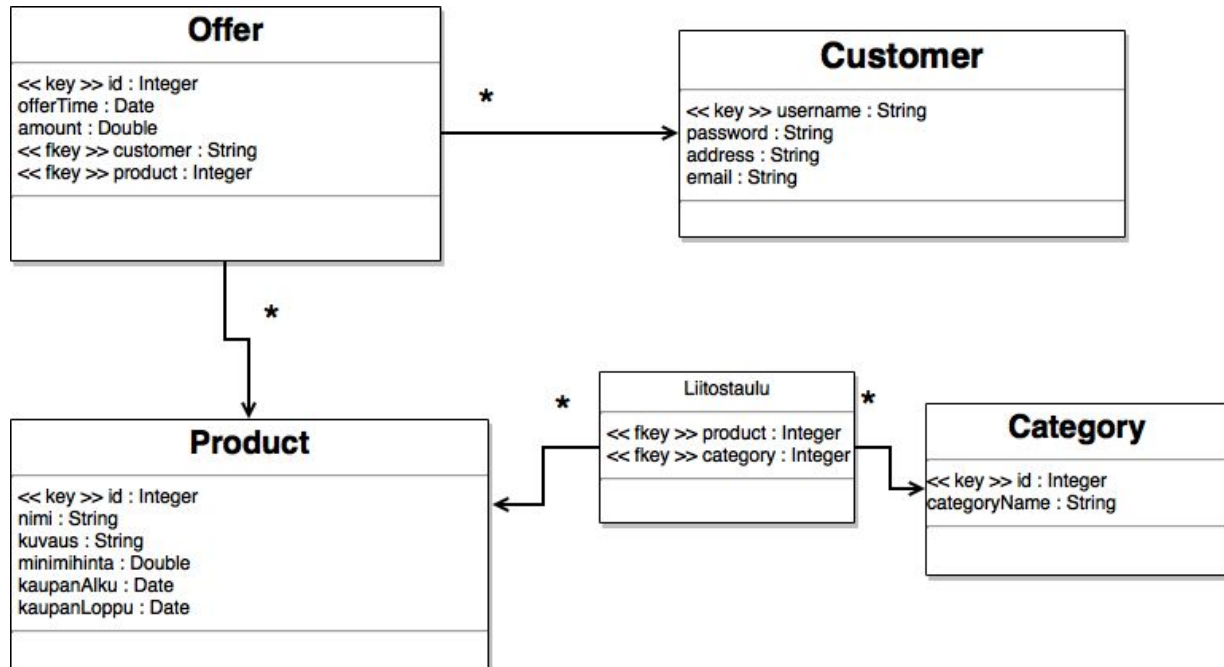 Offer
<< key >> id : Integer
offerTime : Date
amount : Double
<< fkey >> customer : String
<< fkey >> product : Integer
*
Customer
<< key >> username : String
password : String
address : String
email : String
*
Product
<< key >> id : Integer
nimi : String
kuvaus : String
minimihinta : Double
kaupanAlku : Date
kaupanLoppu : Date
*
Liitostaulu
<< fkey >> product : Integer
<< fkey >> category : Integer
*
Category
<< key >> id : Integer
categoryName : String